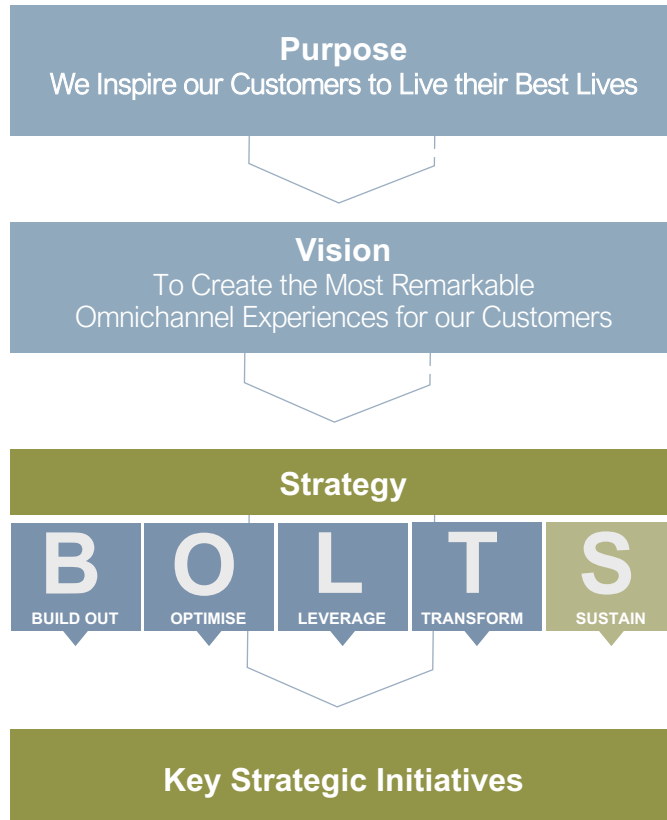 Purpose
We Inspire our Customers to Live their Best Lives
Vision
To Create the Most Remarkable
Omnichannel Experiences for our Customers
Strategy
B O L T S
BUILD OUT OPTIMISE LEVERAGE TRANSFORM SUSTAIN
Key Strategic Initiatives